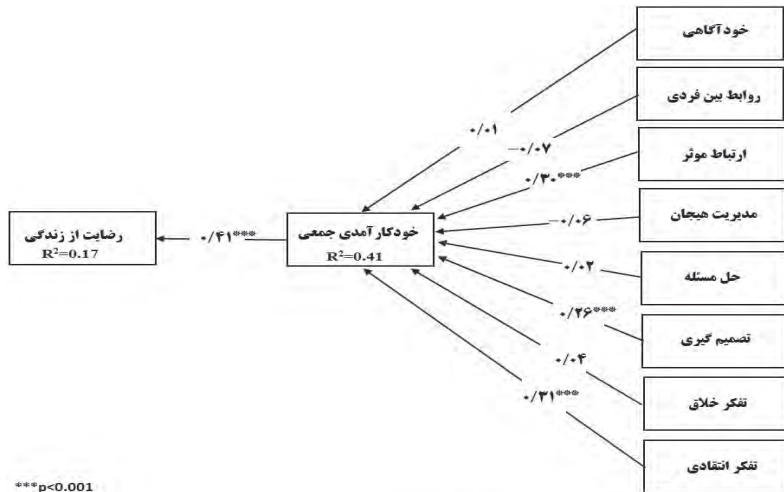 خودآگاهی
روابط بین فردی
ارتباط موثر
مدیریت هیجان
حل مسئله
تصمیم گیری
تفکر خلاق
تفکر انتقادی
۰/۰۱
−۰/۰۷
۰/۳۰***
−۰/۰۶
۰/۰۲
۰/۲۶***
۰/۰۴
۰/۳۱***
خودکارآمدی جمعی
R²=0.41
۰/۴۱***
رضایت از زندگی
R²=0.17
***p<0.001